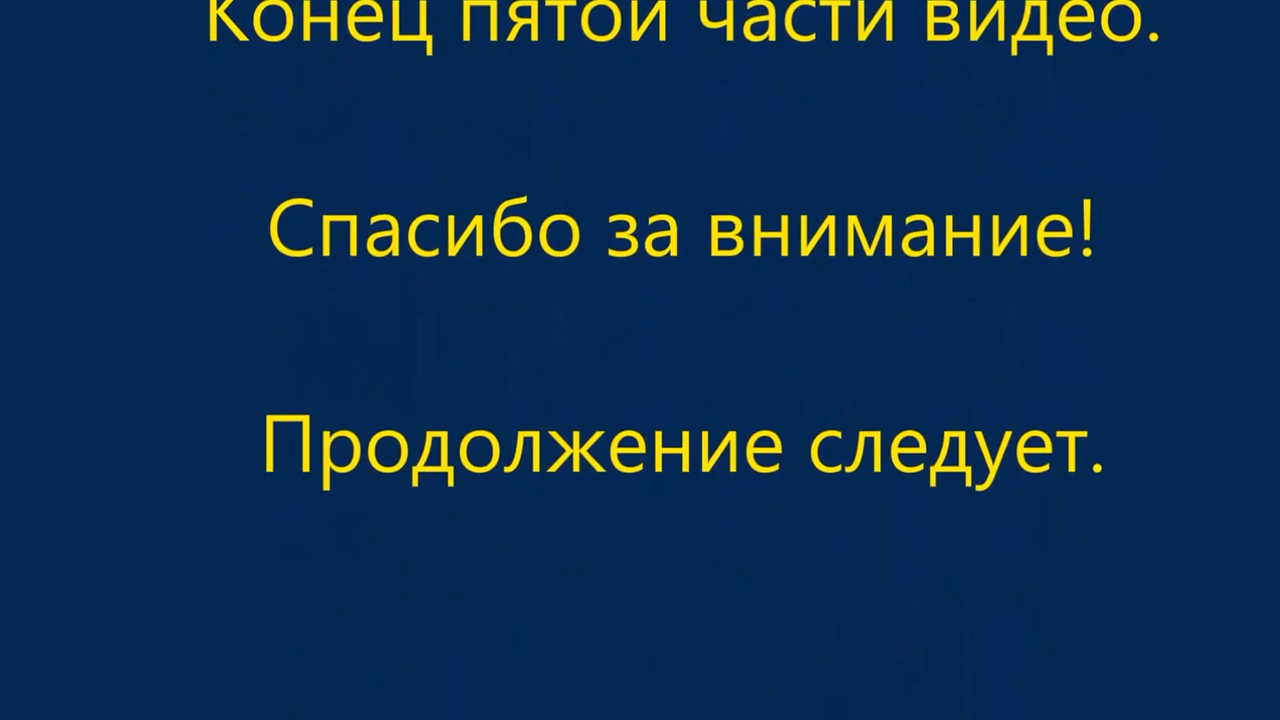 Конец пятой части видео.
Спасибо за внимание!
Продолжение следует.